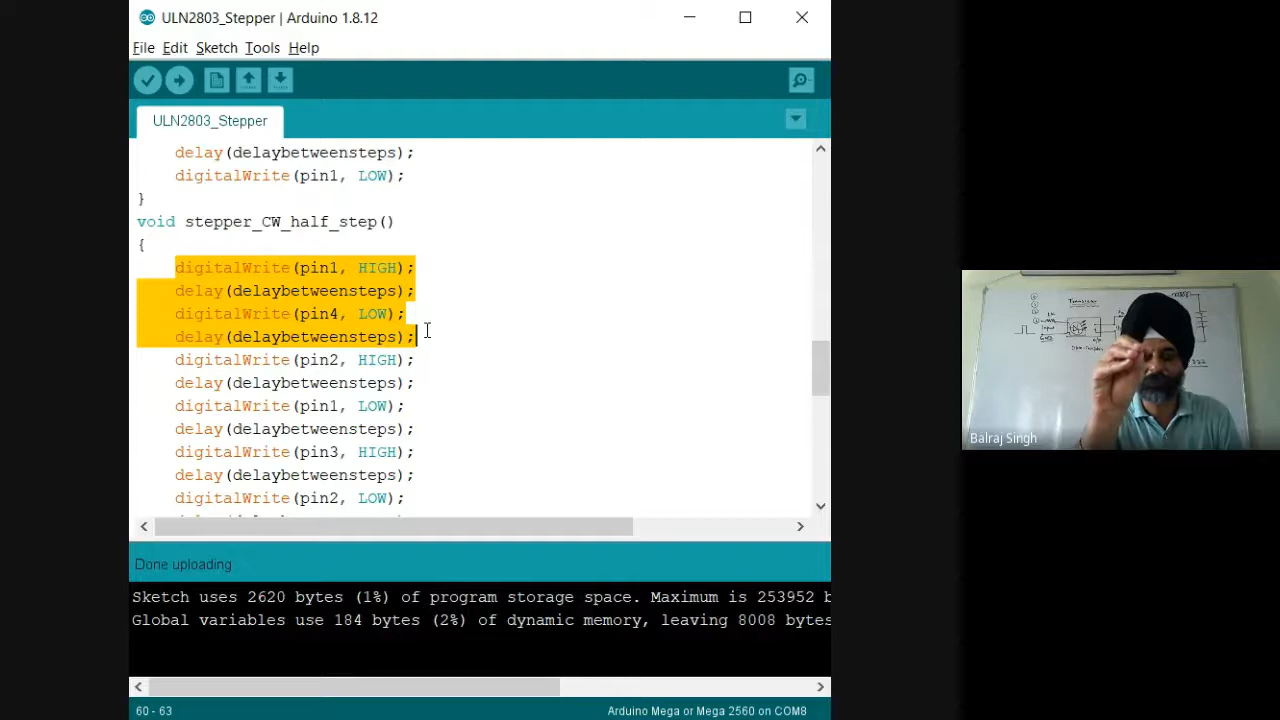 ULN2803_Stepper | Arduino 1.8.12
File Edit Sketch Tools Help
ULN2803_Stepper
delay(delaybetweensteps);
digitalWrite(pin1, LOW);
}
void stepper_CW_half_step()
{
digitalWrite(pin1, HIGH);
delay(delaybetweensteps);
digitalWrite(pin4, LOW);
delay(delaybetweensteps);
digitalWrite(pin2, HIGH);
delay(delaybetweensteps);
digitalWrite(pin1, LOW);
delay(delaybetweensteps);
digitalWrite(pin3, HIGH);
delay(delaybetweensteps);
digitalWrite(pin2, LOW);
Done uploading
Sketch uses 2620 bytes (1%) of program storage space. Maximum is 253952 b
Global variables use 184 bytes (2%) of dynamic memory, leaving 8008 bytes
60 - 63
Arduino Mega or Mega 2560 on COM8
Balraj Singh